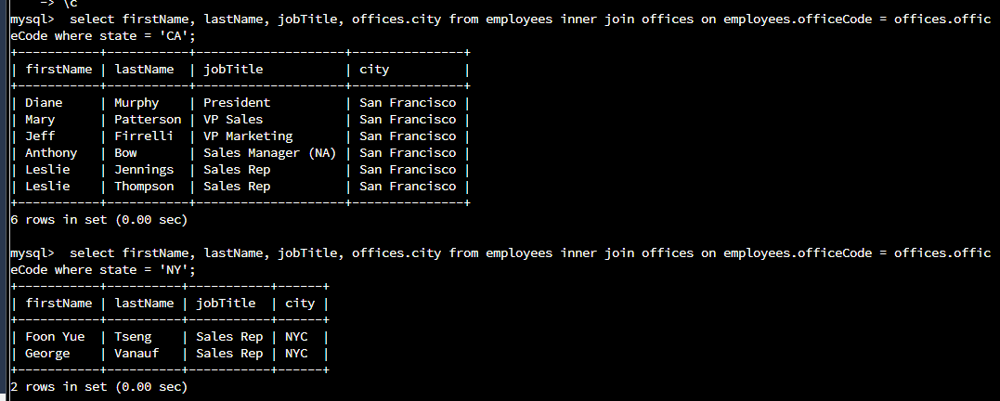 -> \c
mysql>  select firstName, lastName, jobTitle, offices.city from employees inner join offices on employees.officeCode = offices.offic
eCode where state = 'CA';
+-----------+-----------+--------------------+---------------+
| firstName | lastName  | jobTitle           | city          |
+-----------+-----------+--------------------+---------------+
| Diane     | Murphy    | President          | San Francisco |
| Mary      | Patterson | VP Sales           | San Francisco |
| Jeff      | Firrelli  | VP Marketing       | San Francisco |
| Anthony   | Bow       | Sales Manager (NA) | San Francisco |
| Leslie    | Jennings  | Sales Rep          | San Francisco |
| Leslie    | Thompson  | Sales Rep          | San Francisco |
+-----------+-----------+--------------------+---------------+
6 rows in set (0.00 sec)

mysql>  select firstName, lastName, jobTitle, offices.city from employees inner join offices on employees.officeCode = offices.offic
eCode where state = 'NY';
+-----------+----------+-----------+------+
| firstName | lastName | jobTitle  | city |
+-----------+----------+-----------+------+
| Foon Yue  | Tseng    | Sales Rep | NYC  |
| George    | Vanauf   | Sales Rep | NYC  |
+-----------+----------+-----------+------+
2 rows in set (0.00 sec)